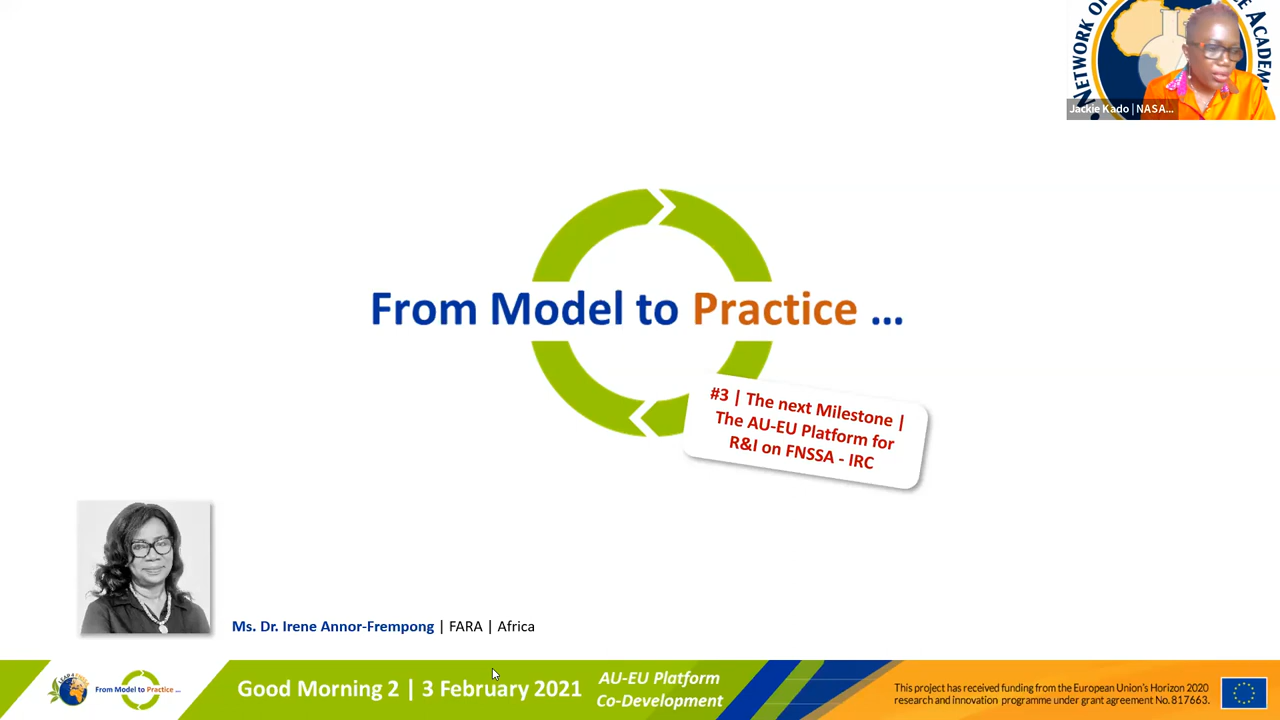 NETWORK OF
ACADEM
Jackie Kado | NASA...
From Model to Practice ...
#3 | The next Milestone |
The AU-EU Platform for
R&I on FNSSA - IRC
Ms. Dr. Irene Annor-Frempong | FARA | Africa
From Model to Practice ...
Good Morning 2 | 3 February 2021
AU-EU Platform
Co-Development
This project has received funding from the European Union's Horizon 2020
research and innovation programme under grant agreement No. 817663.